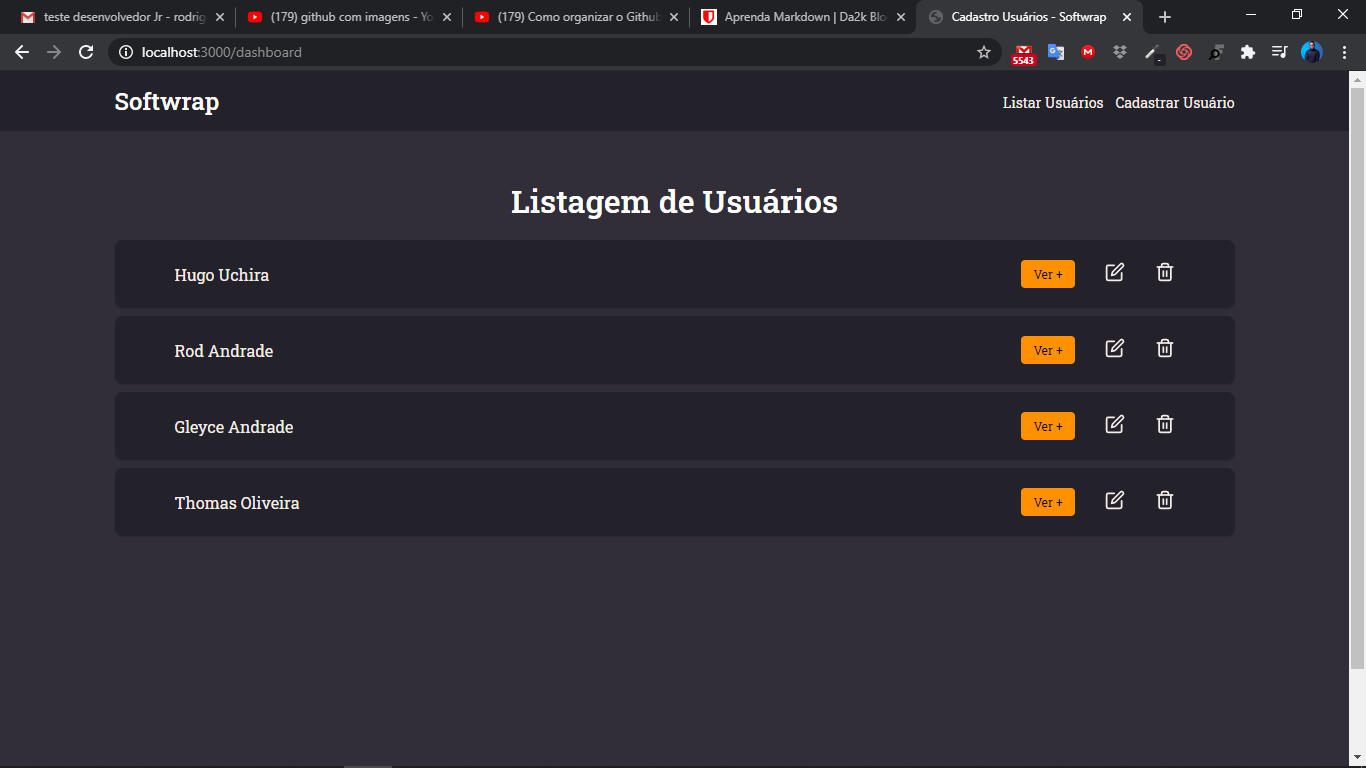 teste desenvolvedor Jr - rodrig
(179) github com imagens - Yo
(179) Como organizar o Github
Aprenda Markdown | Da2k Blo
Cadastro Usuários - Softwrap
localhost:3000/dashboard
5543
Softwrap
Listar Usuários Cadastrar Usuário
Listagem de Usuários
Hugo Uchira Ver +
Rod Andrade Ver +
Gleyce Andrade Ver +
Thomas Oliveira Ver +